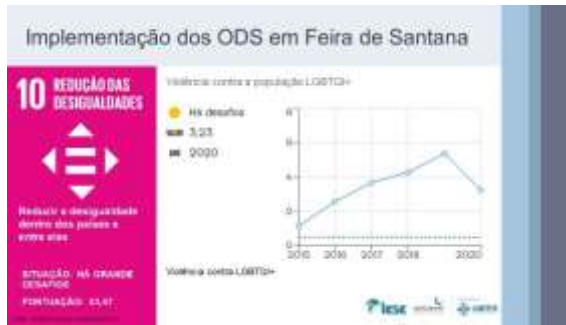 Implementação dos ODS em Feira de Santana
10 REDUÇÃO DAS
DESIGUALDADES
Reduzir a desigualdade
dentro dos países e
entre eles
SITUAÇÃO: HÁ GRANDE
DESAFIOS
PONTUAÇÃO:
Violência contra a população LGBTQI+
Há desafios
3,23
2020
8
6
4
2
0
2015 2016 2017 2018 2020
Violência contra LGBTQI+
iesc